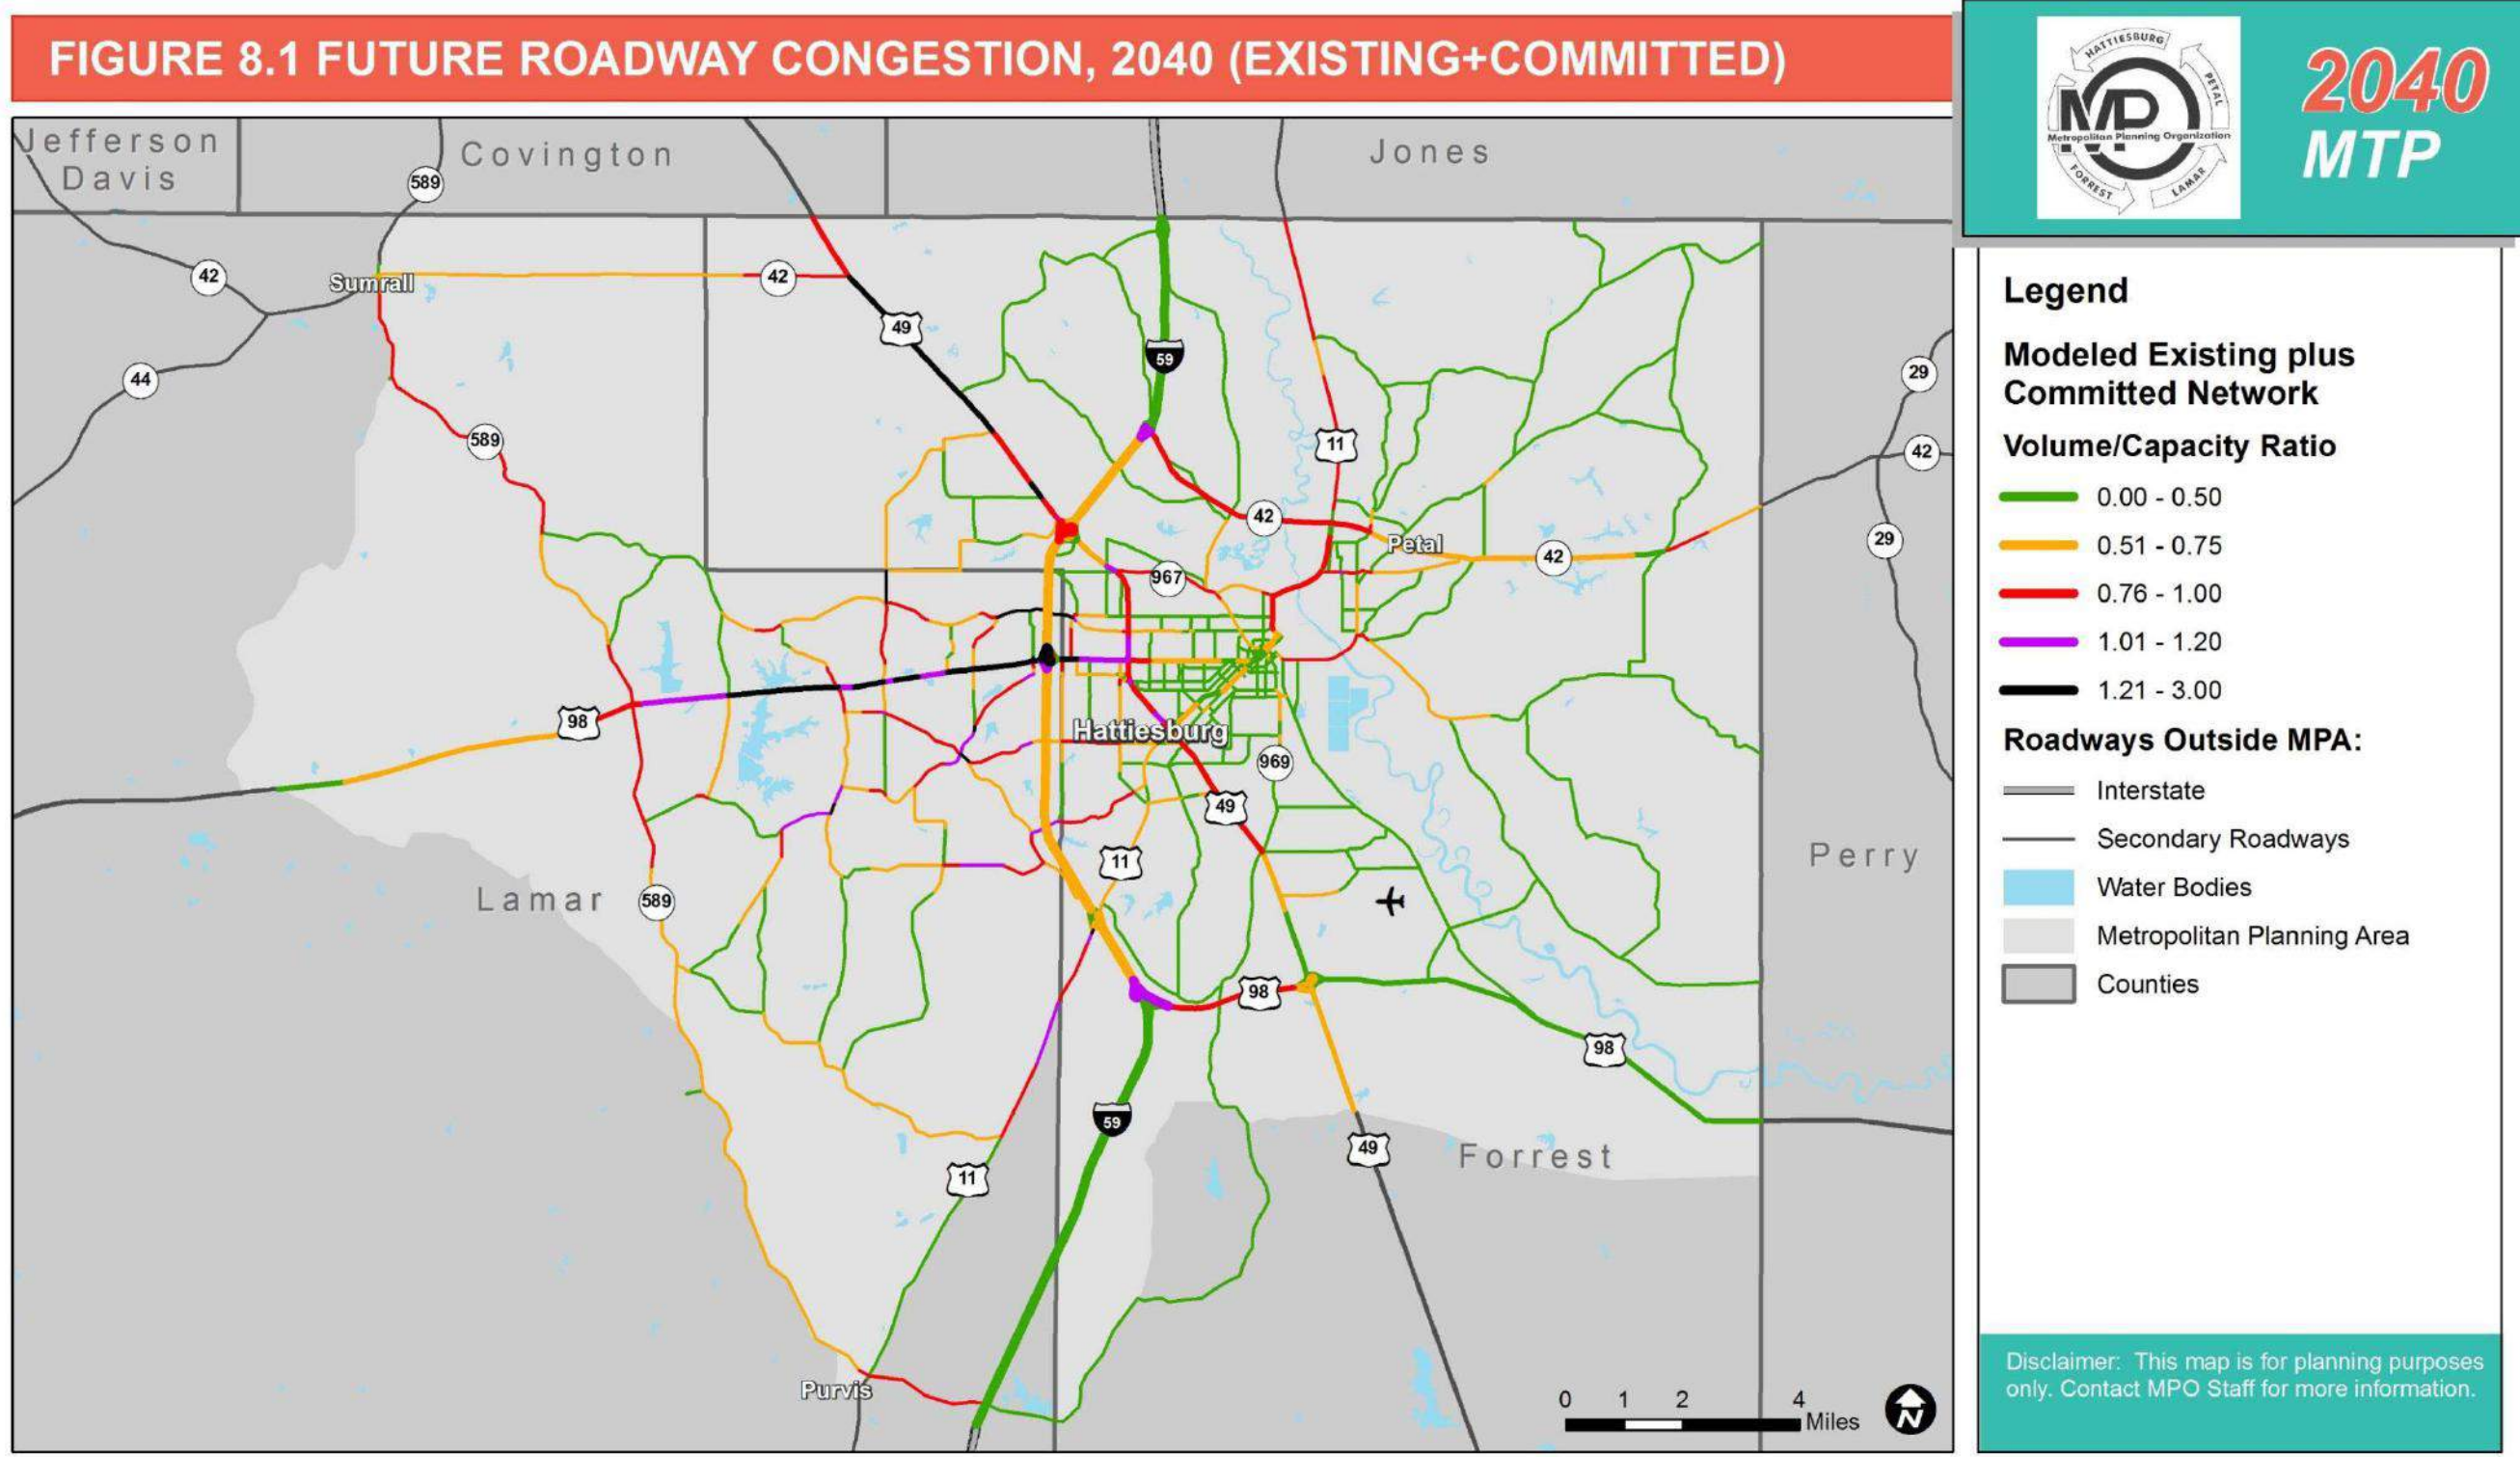 FIGURE 8.1 FUTURE ROADWAY CONGESTION, 2040 (EXISTING+COMMITTED)
HATTIESBURG
PETAL
LAMAR
FORREST
MPO
Metropolitan Planning Organization
2040
MTP
Jefferson
Davis
Covington
Jones
589
42
Sumrall
42
49
59
44
29
589
11
42
42
Petal
42
29
967
98
Hattiesburg
969
49
Perry
11
Lamar
589
98
98
59
49
Forrest
11
Purvis
0 1 2 4
Miles
N
Legend
Modeled Existing plus
Committed Network
Volume/Capacity Ratio
0.00 - 0.50
0.51 - 0.75
0.76 - 1.00
1.01 - 1.20
1.21 - 3.00
Roadways Outside MPA:
Interstate
Secondary Roadways
Water Bodies
Metropolitan Planning Area
Counties
Disclaimer: This map is for planning purposes
only. Contact MPO Staff for more information.